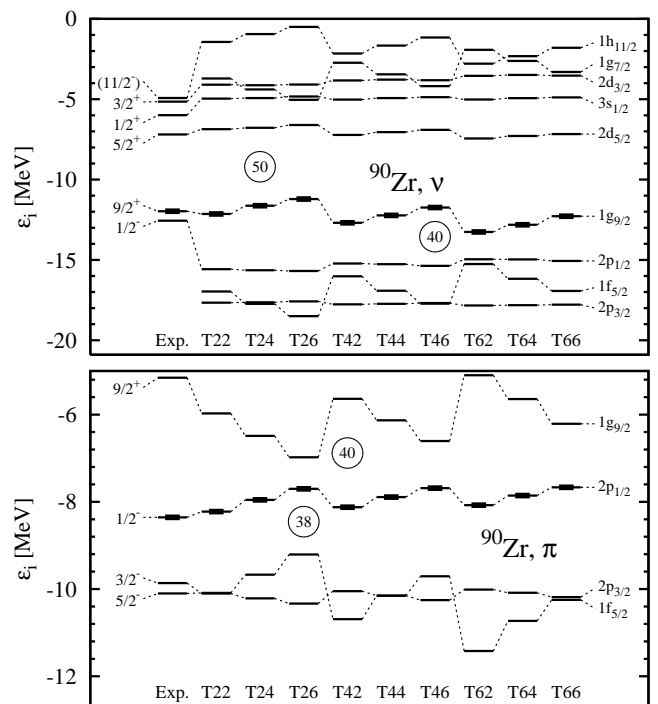 0
-5
-10
-15
-20
ε_i [MeV]
(11/2⁻)
3/2⁺
1/2⁺
5/2⁺
9/2⁺
1/2⁻
50
⁹⁰Zr, ν
40
1h_{11/2}
1g_{7/2}
2d_{3/2}
3s_{1/2}
2d_{5/2}
1g_{9/2}
2p_{1/2}
1f_{5/2}
2p_{3/2}
Exp. T22 T24 T26 T42 T44 T46 T62 T64 T66
-6
-8
-10
-12
ε_i [MeV]
9/2⁺
1/2⁻
3/2⁻
5/2⁻
40
38
⁹⁰Zr, π
1g_{9/2}
2p_{1/2}
2p_{3/2}
1f_{5/2}
Exp. T22 T24 T26 T42 T44 T46 T62 T64 T66